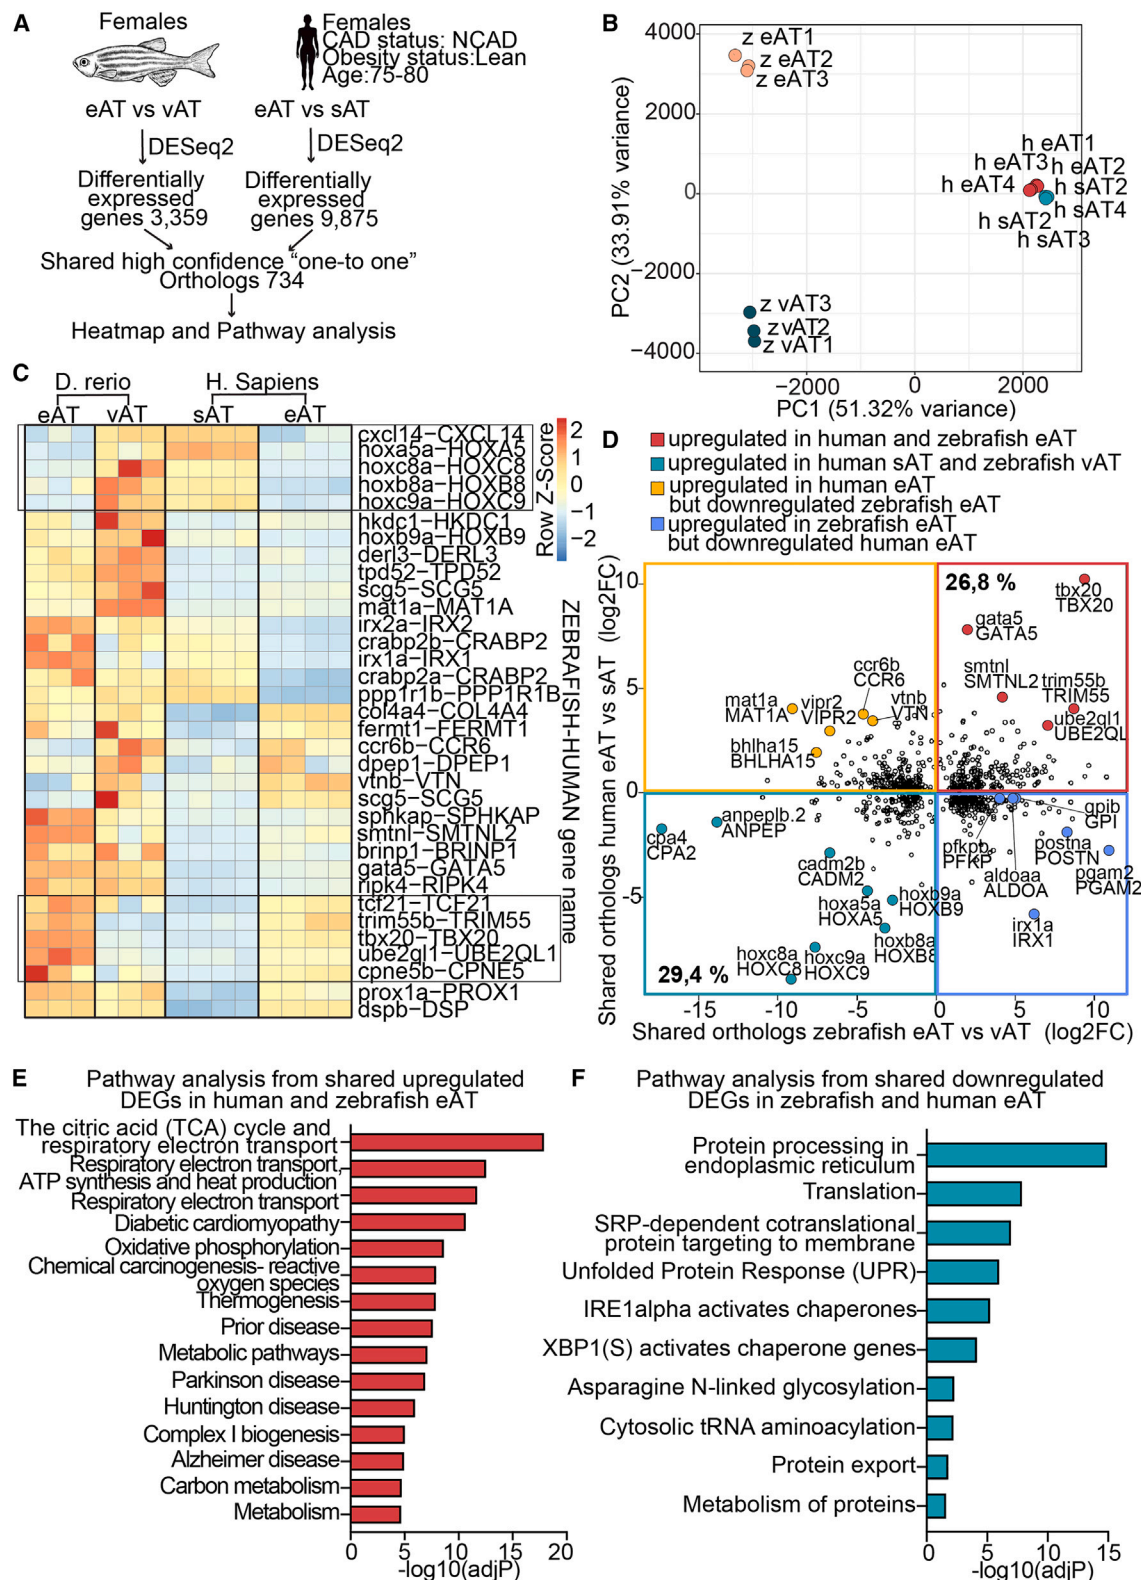 A
Females
Females
CAD status: NCAD
Obesity status:Lean
Age:75-80
eAT vs vAT
eAT vs sAT
DESeq2
DESeq2
Differentially
expressed
genes 3,359
Differentially
expressed
genes 9,875
Shared high confidence “one-to one”
Orthologs 734
Heatmap and Pathway analysis
B
PC2 (33.91% variance)
4000
2000
0
−2000
−4000
z eAT1
z eAT2
z eAT3
h eAT1
h eAT3
h eAT2
h eAT4
h sAT2
h sAT4
h sAT2
h sAT3
z vAT3
z vAT2
z vAT1
−2000
0
2000
PC1 (51.32% variance)
C
D. rerio
H. Sapiens
eAT
vAT
sAT
eAT
cxcl14−CXCL14
hoxa5a−HOXA5
hoxc8a−HOXC8
hoxb8a−HOXB8
hoxc9a−HOXC9
hkdc1−HKDC1
hoxb9a−HOXB9
derl3−DERL3
tpd52−TPD52
scg5−SCG5
mat1a−MAT1A
irx2a−IRX2
crabp2b−CRABP2
irx1a−IRX1
crabp2a−CRABP2
ppp1r1b−PPP1R1B
col4a4−COL4A4
fermt1−FERMT1
ccr6b−CCR6
dpep1−DPEP1
vtnb−VTN
scg5−SCG5
sphkap−SPHKAP
smtnl−SMTNL2
brinp1−BRINP1
gata5−GATA5
ripk4−RIPK4
tcf21−TCF21
trim55b−TRIM55
tbx20−TBX20
ube2ql1−UBE2QL1
cpne5b−CPNE5
prox1a−PROX1
dspb−DSP
Row Z−Score
2
1
0
−1
−2
ZEBRAFISH-HUMAN gene name
D
upregulated in human and zebrafish eAT
upregulated in human sAT and zebrafish vAT
upregulated in human eAT
but downregulated zebrafish eAT
upregulated in zebrafish eAT
but downregulated human eAT
Shared orthologs human eAT vs sAT (log2FC)
10
5
0
-5
26,8 %
tbx20
TBX20
gata5
GATA5
smtnl
SMTNL2
trim55b
TRIM55
ube2ql1
UBE2QL
ccr6b
CCR6
mat1a
MAT1A
vipr2
VIPR2
vtnb
VTN
bhlha15
BHLHA15
cpa4
CPA2
anpeplb.2
ANPEP
cadm2b
CADM2
hoxa5a
HOXA5
hoxb9a
HOXB9
hoxb8a
HOXB8
hoxc8a
HOXC8
hoxc9a
HOXC9
29,4 %
pfkpb
PFKP
aldoaa
ALDOA
gpib
GPI
postna
POSTN
pgam2
PGAM2
irx1a
IRX1
-15
-10
-5
0
5
10
Shared orthologs zebrafish eAT vs vAT (log2FC)
E
Pathway analysis from shared upregulated
DEGs in human and zebrafish eAT
The citric acid (TCA) cycle and
respiratory electron transport
Respiratory electron transport,
ATP synthesis and heat production
Respiratory electron transport
Diabetic cardiomyopathy
Oxidative phosphorylation
Chemical carcinogenesis- reactive
oxygen species
Thermogenesis
Prior disease
Metabolic pathways
Parkinson disease
Huntington disease
Complex I biogenesis
Alzheimer disease
Carbon metabolism
Metabolism
0
5
10
15
20
-log10(adjP)
F
Pathway analysis from shared downregulated
DEGs in zebrafish and human eAT
Protein processing in
endoplasmic reticulum
Translation
SRP-dependent cotranslational
protein targeting to membrane
Unfolded Protein Response (UPR)
IRE1alpha activates chaperones
XBP1(S) activates chaperone genes
Asparagine N-linked glycosylation
Cytosolic tRNA aminoacylation
Protein export
Metabolism of proteins
0
5
10
15
-log10(adjP)